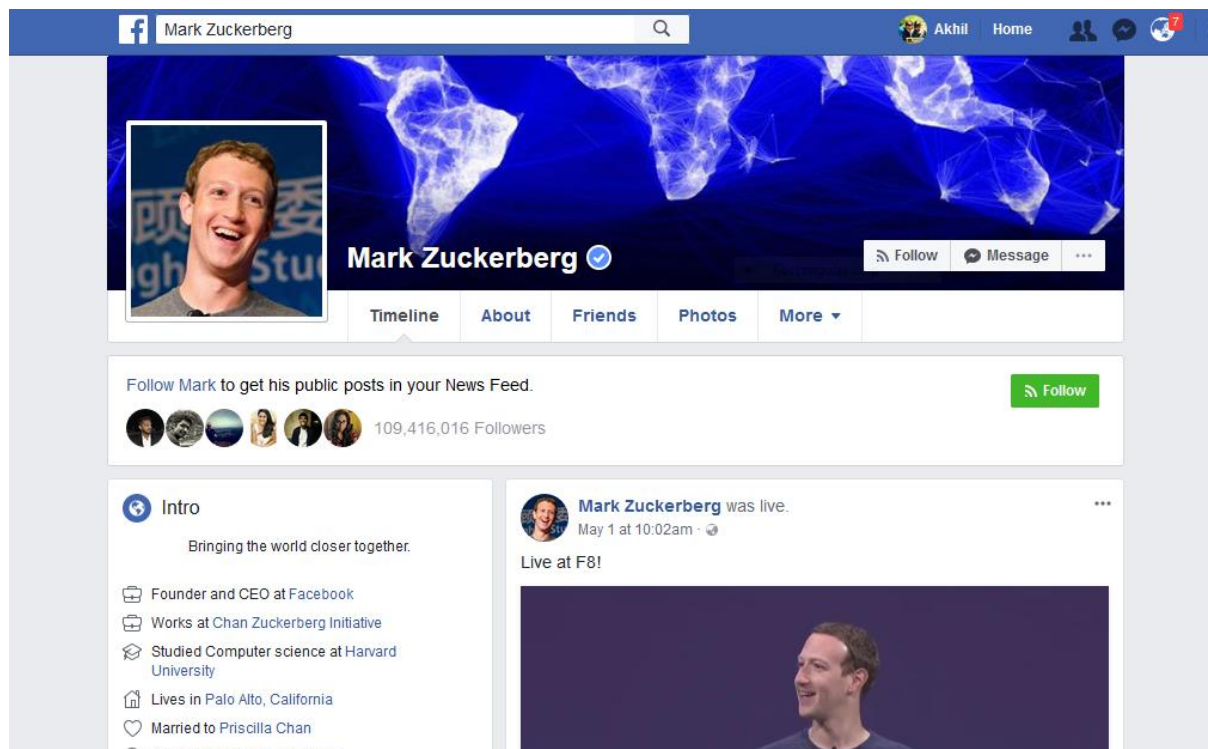 f
Mark Zuckerberg
Akhil
Home
7
Mark Zuckerberg
Follow
Message
Timeline
About
Friends
Photos
More
Follow Mark to get his public posts in your News Feed.
Follow
109,416,016 Followers
Intro
Bringing the world closer together.
Founder and CEO at Facebook
Works at Chan Zuckerberg Initiative
Studied Computer science at Harvard
University
Lives in Palo Alto, California
Married to Priscilla Chan
Mark Zuckerberg was live.
May 1 at 10:02am ·
Live at F8!